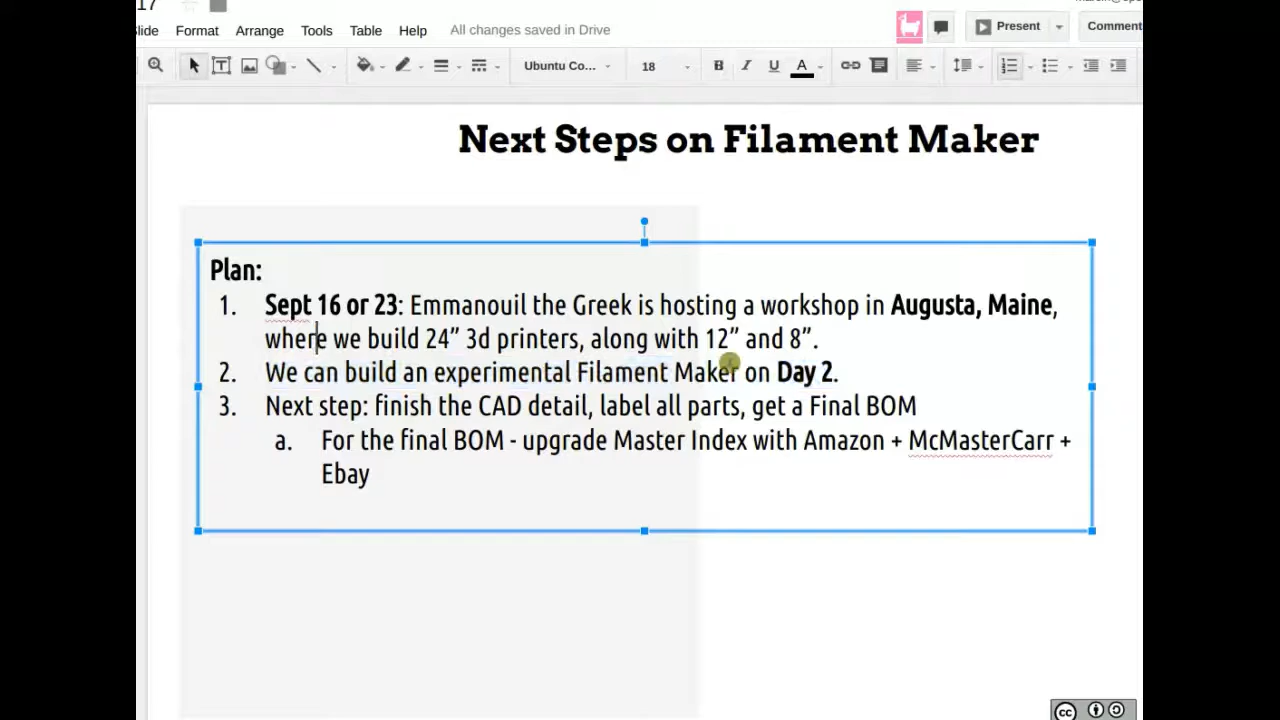 17
Slide Format Arrange Tools Table Help All changes saved in Drive Present Comment
Ubuntu Co... 18 B I U A
Next Steps on Filament Maker
Plan:
1. Sept 16 or 23: Emmanouil the Greek is hosting a workshop in Augusta, Maine,
where we build 24” 3d printers, along with 12” and 8”.
2. We can build an experimental Filament Maker on Day 2.
3. Next step: finish the CAD detail, label all parts, get a Final BOM
a. For the final BOM - upgrade Master Index with Amazon + McMasterCarr +
Ebay
cc